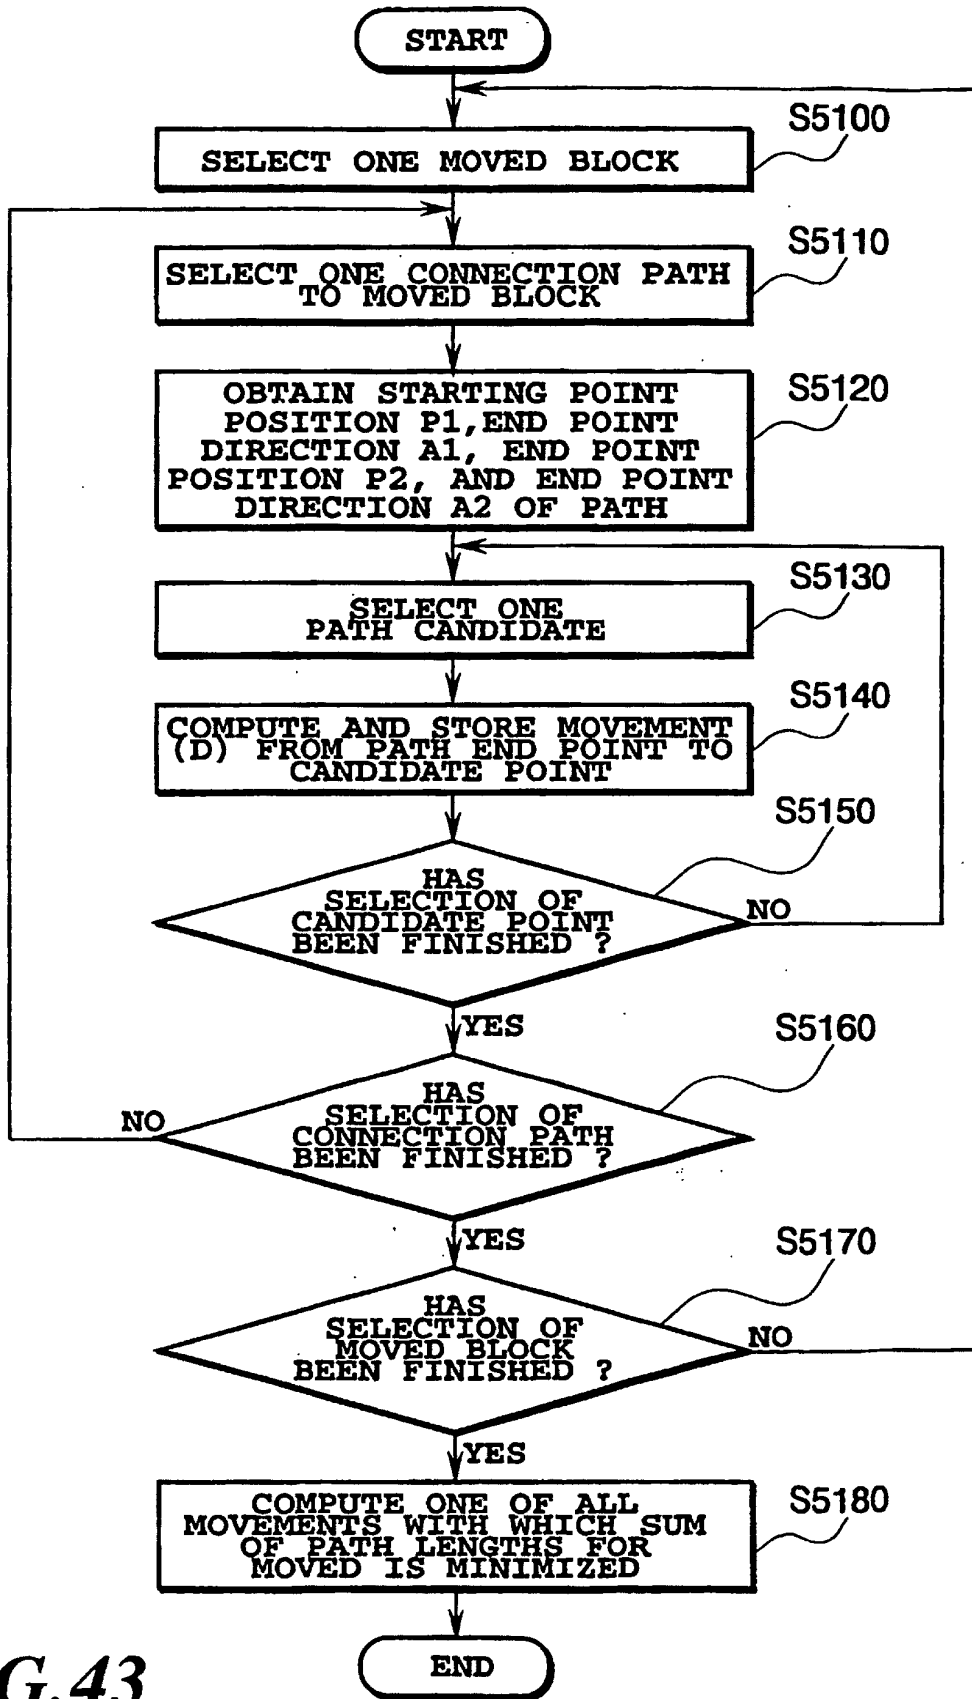 START
S5100
SELECT ONE MOVED BLOCK
S5110
SELECT ONE CONNECTION PATH
TO MOVED BLOCK
S5120
OBTAIN STARTING POINT
POSITION P1,END POINT
DIRECTION A1, END POINT
POSITION P2, AND END POINT
DIRECTION A2 OF PATH
S5130
SELECT ONE
PATH CANDIDATE
S5140
COMPUTE AND STORE MOVEMENT
(D) FROM PATH END POINT TO
CANDIDATE POINT
S5150
HAS
SELECTION OF
CANDIDATE POINT
BEEN FINISHED ?
NO
YES
S5160
HAS
SELECTION OF
CONNECTION PATH
BEEN FINISHED ?
NO
YES
S5170
HAS
SELECTION OF
MOVED BLOCK
BEEN FINISHED ?
NO
YES
S5180
COMPUTE ONE OF ALL
MOVEMENTS WITH WHICH SUM
OF PATH LENGTHS FOR
MOVED IS MINIMIZED
END
G.43